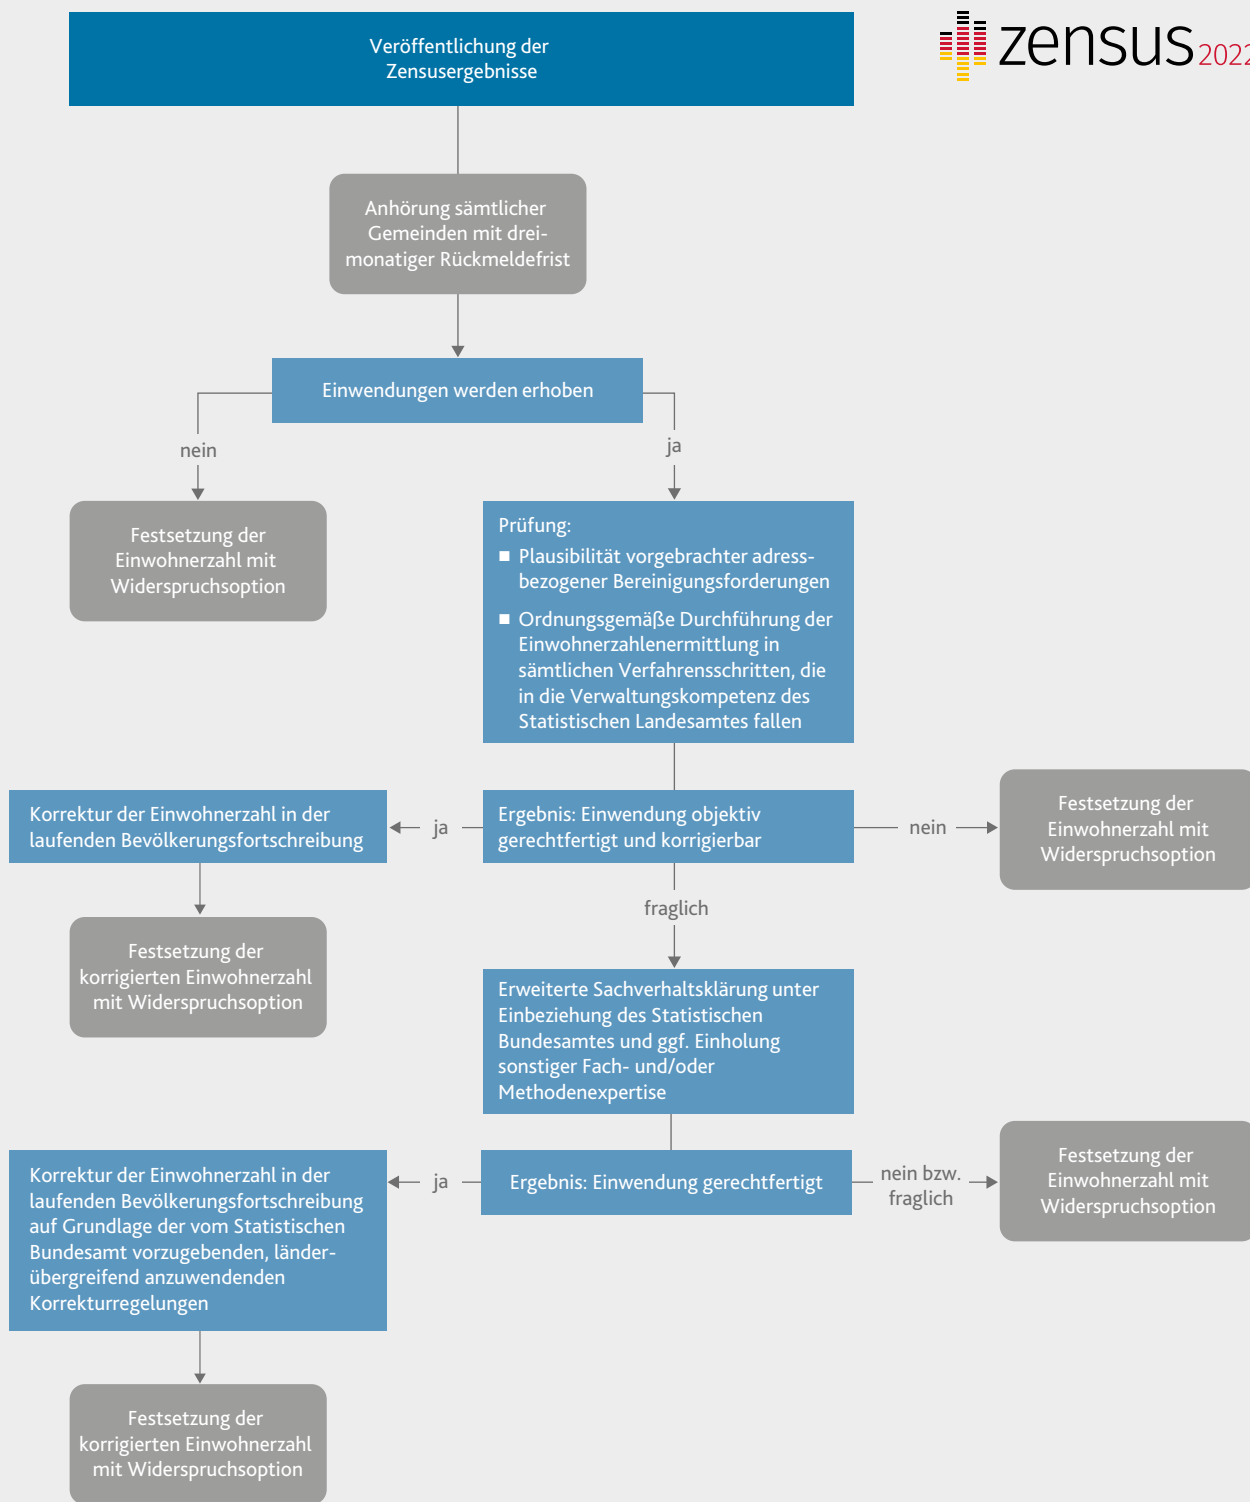 Veröffentlichung der
Zensusergebnisse
zensus 2022
Anhörung sämtlicher
Gemeinden mit drei-
monatiger Rückmeldefrist
Einwendungen werden erhoben
nein
ja
Festsetzung der
Einwohnerzahl mit
Widerspruchsoption
Prüfung:
■ Plausibilität vorgebrachter adress-
bezogener Bereinigungsforderungen
■ Ordnungsgemäße Durchführung der
Einwohnerzahlenermittlung in
sämtlichen Verfahrensschritten, die
in die Verwaltungskompetenz des
Statistischen Landesamtes fallen
Korrektur der Einwohnerzahl in der
laufenden Bevölkerungsfortschreibung
ja
Ergebnis: Einwendung objektiv
gerechtfertigt und korrigierbar
nein
Festsetzung der
Einwohnerzahl mit
Widerspruchsoption
fraglich
Festsetzung der
korrigierten Einwohnerzahl
mit Widerspruchsoption
Erweiterte Sachverhaltsklärung unter
Einbeziehung des Statistischen
Bundesamtes und ggf. Einholung
sonstiger Fach- und/oder
Methodenexpertise
Korrektur der Einwohnerzahl in der
laufenden Bevölkerungsfortschreibung
auf Grundlage der vom Statistischen
Bundesamt vorzugebenden, länder-
übergreifend anzuwendenden
Korrekturregelungen
ja
Ergebnis: Einwendung gerechtfertigt
nein bzw.
fraglich
Festsetzung der
Einwohnerzahl mit
Widerspruchsoption
Festsetzung der
korrigierten Einwohnerzahl
mit Widerspruchsoption